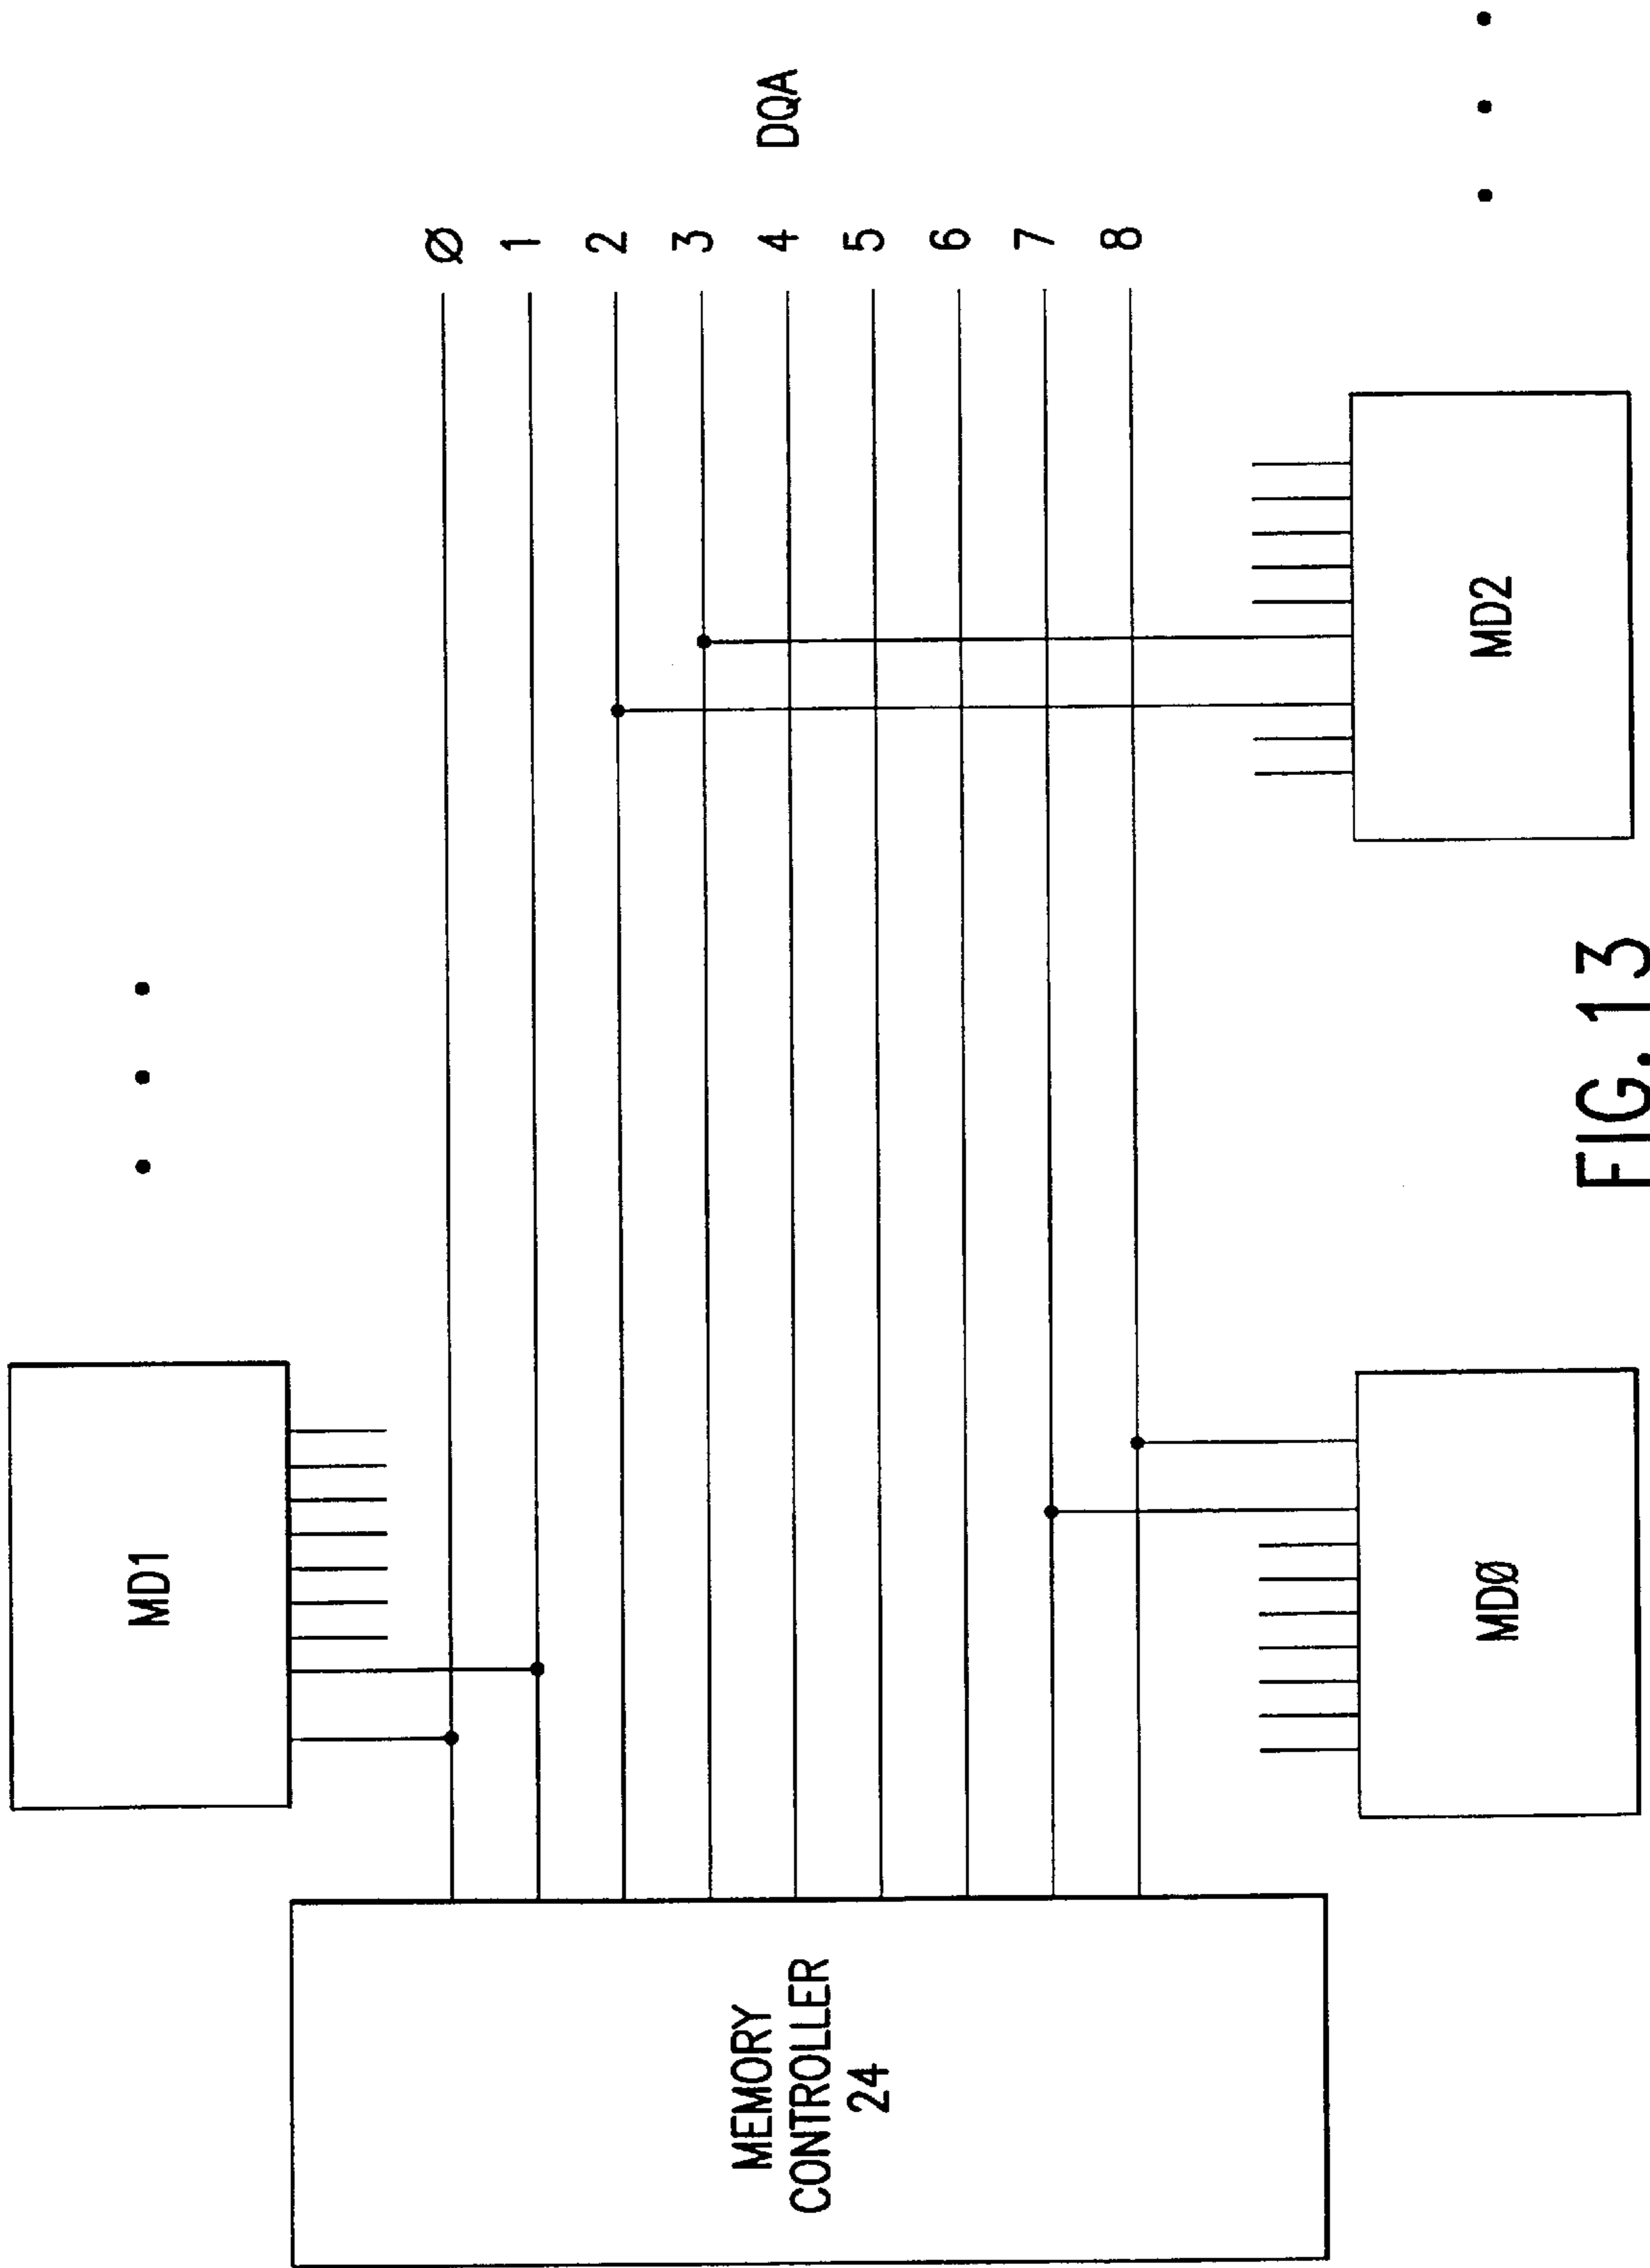 MD1
MEMORY
CONTROLLER
24
Ø
1
2
3
4
5
6
7
8
DQA
MDØ
MD2
FIG. 13